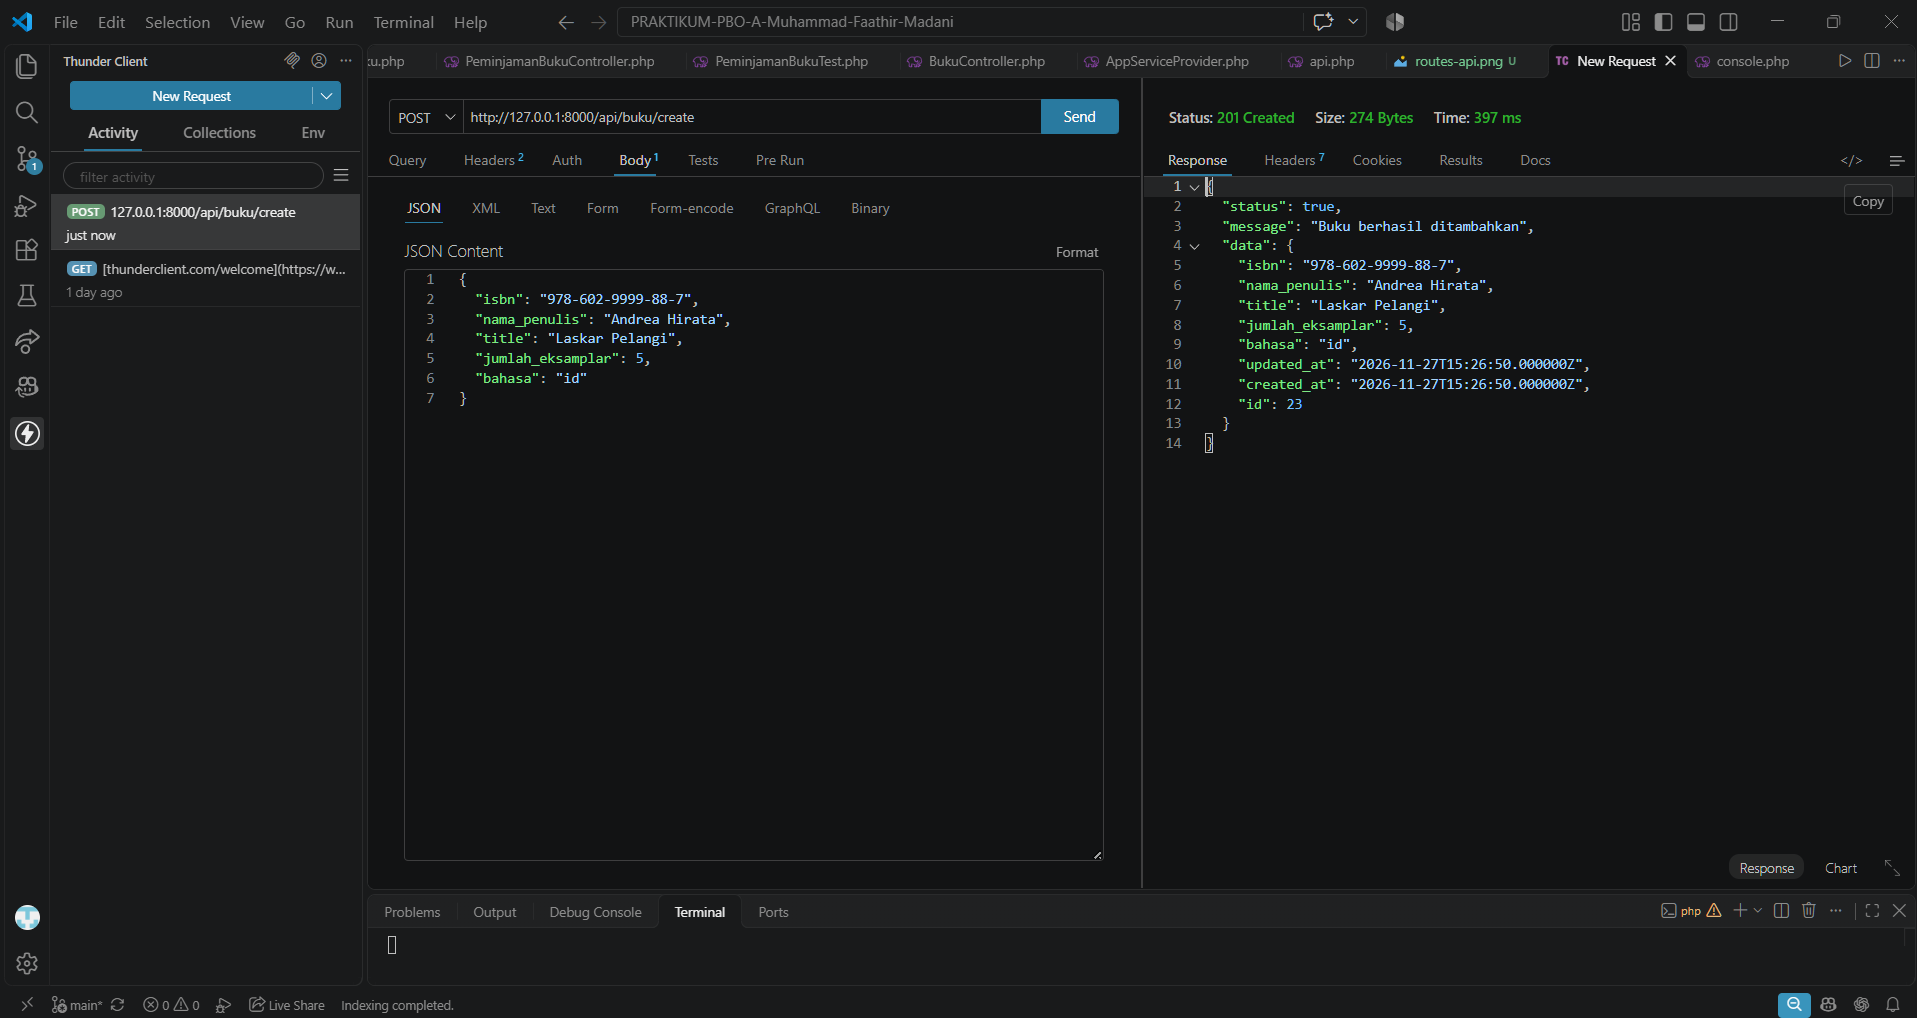 File Edit Selection View Go Run Terminal Help
PRAKTIKUM-PBO-A-Muhammad-Faathir-Madani
Thunder Client
ku.php PeminjamanBukuController.php PeminjamanBukuTest.php BukuController.php AppServiceProvider.php api.php routes-api.png U TC New Request console.php
New Request
Activity Collections Env
filter activity
POST 127.0.0.1:8000/api/buku/create
just now
GET [thunderclient.com/welcome](https://w...
1 day ago
POST http://127.0.0.1:8000/api/buku/create Send
Query Headers 2 Auth Body 1 Tests Pre Run
JSON XML Text Form Form-encode GraphQL Binary
JSON Content Format
1 {
2 "isbn": "978-602-9999-88-7",
3 "nama_penulis": "Andrea Hirata",
4 "title": "Laskar Pelangi",
5 "jumlah_eksamplar": 5,
6 "bahasa": "id"
7 }
Status: 201 Created Size: 274 Bytes Time: 397 ms
Response Headers 7 Cookies Results Docs </>
Copy
1 {
2 "status": true,
3 "message": "Buku berhasil ditambahkan",
4 "data": {
5 "isbn": "978-602-9999-88-7",
6 "nama_penulis": "Andrea Hirata",
7 "title": "Laskar Pelangi",
8 "jumlah_eksamplar": 5,
9 "bahasa": "id",
10 "updated_at": "2026-11-27T15:26:50.000000Z",
11 "created_at": "2026-11-27T15:26:50.000000Z",
12 "id": 23
13 }
14 }
Response Chart
Problems Output Debug Console Terminal Ports
php
1
main* 0 0 Live Share Indexing completed.